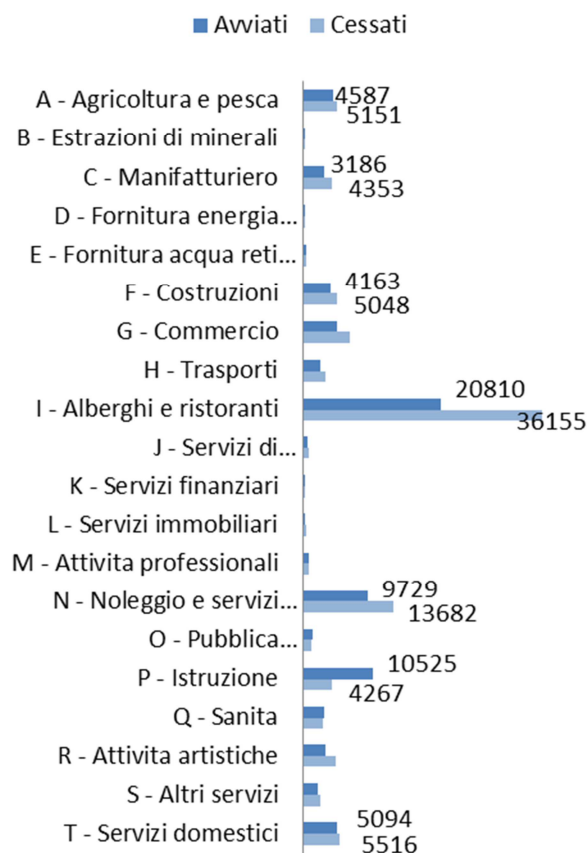 Avviati Cessati
A - Agricoltura e pesca 4587
5151
B - Estrazioni di minerali
C - Manifatturiero 3186
4353
D - Fornitura energia...
E - Fornitura acqua reti...
F - Costruzioni 4163
5048
G - Commercio
H - Trasporti
I - Alberghi e ristoranti 20810
36155
J - Servizi di...
K - Servizi finanziari
L - Servizi immobiliari
M - Attivita professionali
N - Noleggio e servizi... 9729
13682
O - Pubblica...
P - Istruzione 10525
4267
Q - Sanita
R - Attivita artistiche
S - Altri servizi
T - Servizi domestici 5094
5516